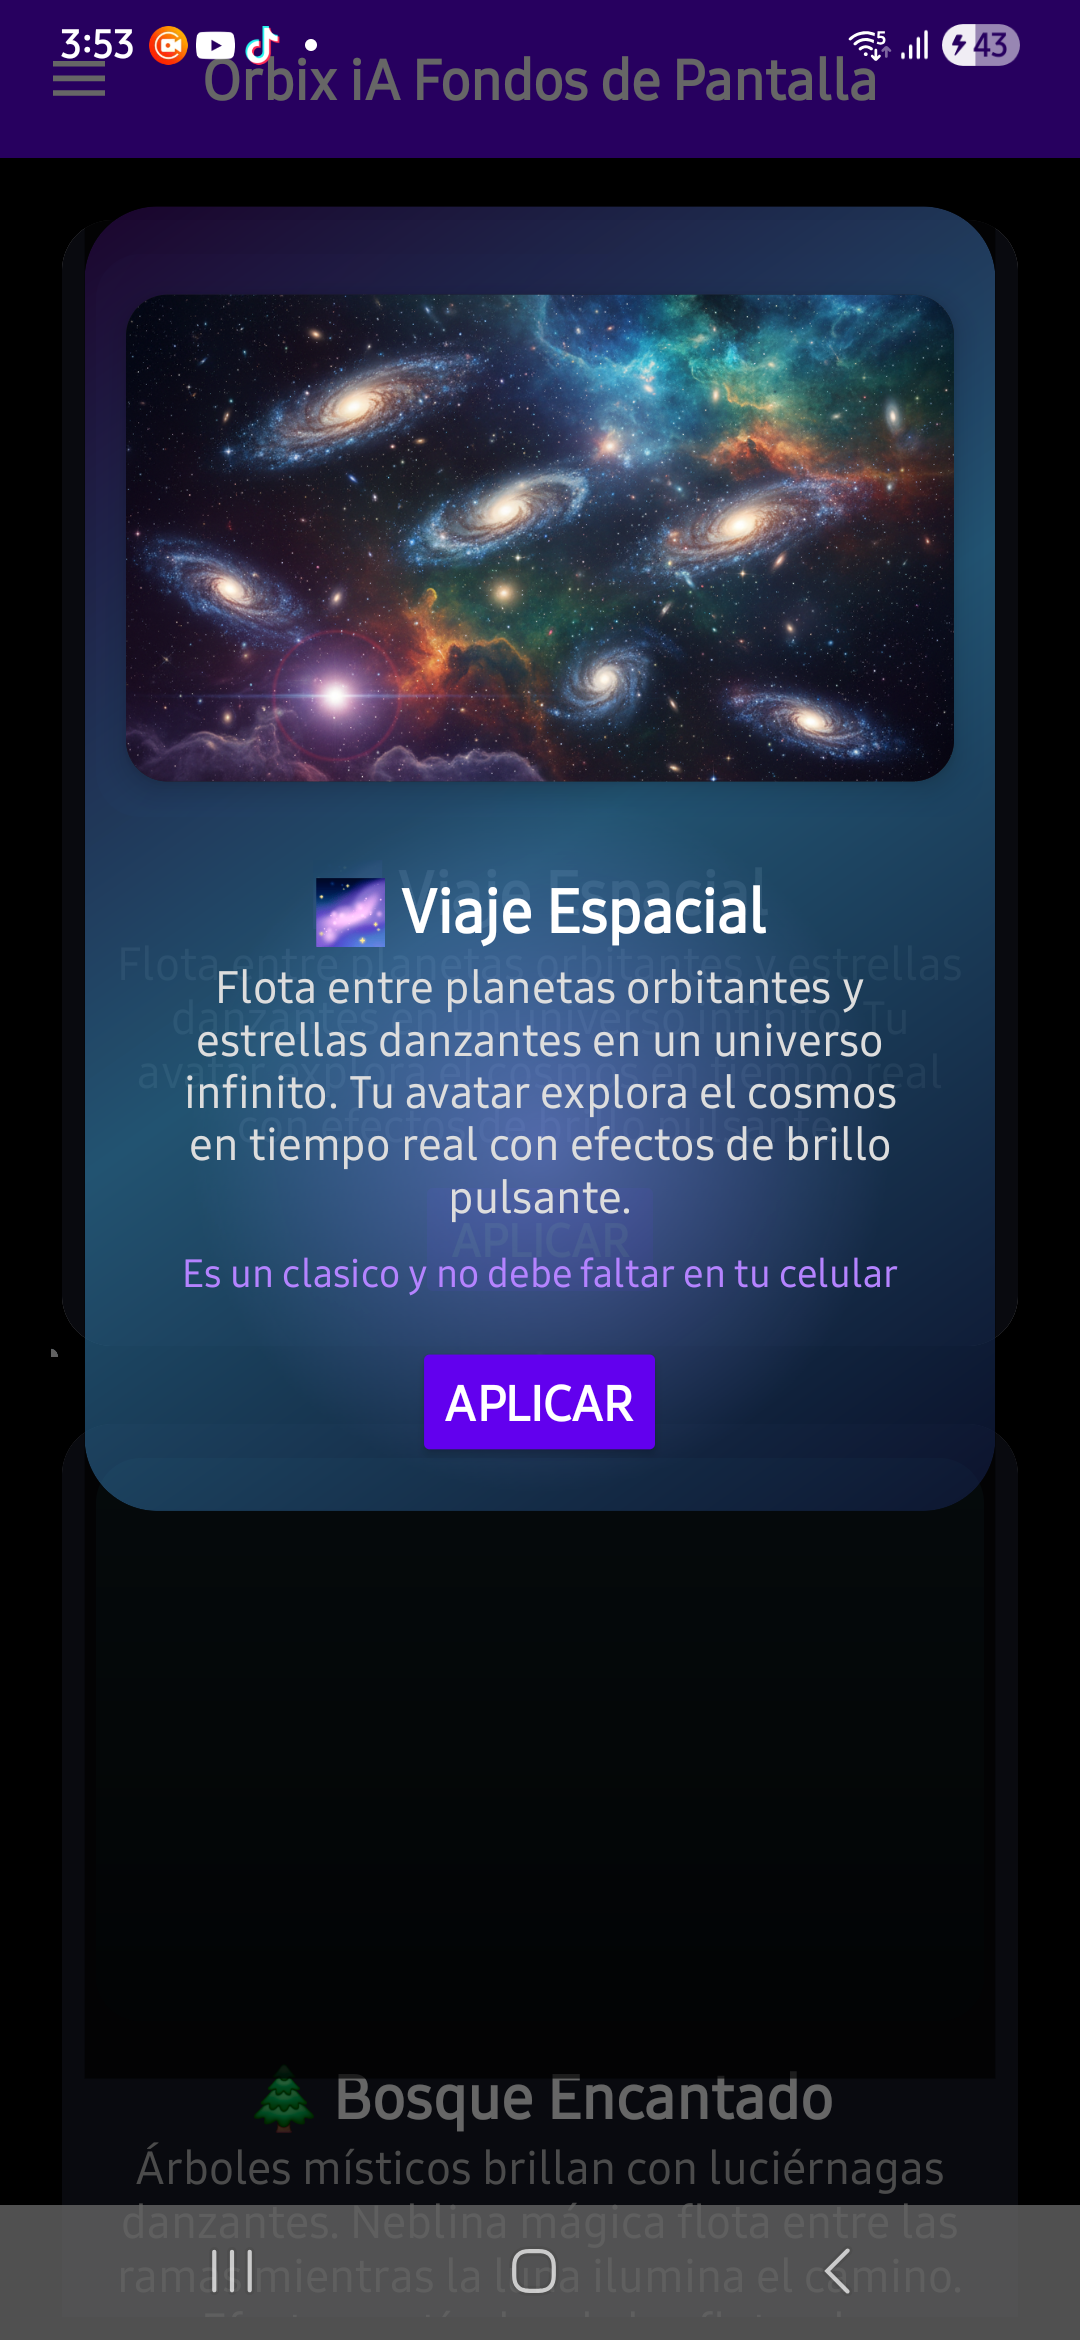 3:53
5
43
Orbix iA Fondos de Pantalla
Viaje Espacial
Flota entre planetas orbitantes y
estrellas danzantes en un universo
infinito. Tu avatar explora el cosmos
en tiempo real con efectos de brillo
pulsante.
Es un clasico y no debe faltar en tu celular
APLICAR
Bosque Encantado
Árboles místicos brillan con luciérnagas
danzantes. Neblina mágica flota entre las
ramas mientras la luna ilumina el camino.